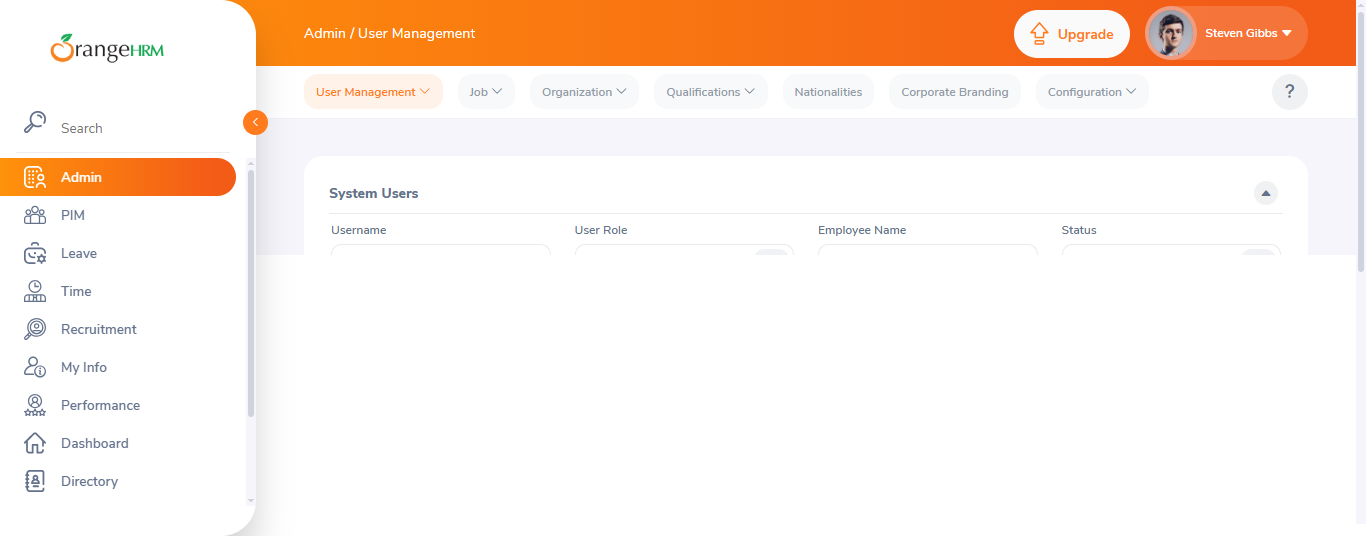 OrangeHRM
Search
Admin
PIM
Leave
Time
Recruitment
My Info
Performance
Dashboard
Directory
Admin / User Management
Upgrade
Steven Gibbs
User Management
Job
Organization
Qualifications
Nationalities
Corporate Branding
Configuration
?
System Users
Username
User Role
Employee Name
Status